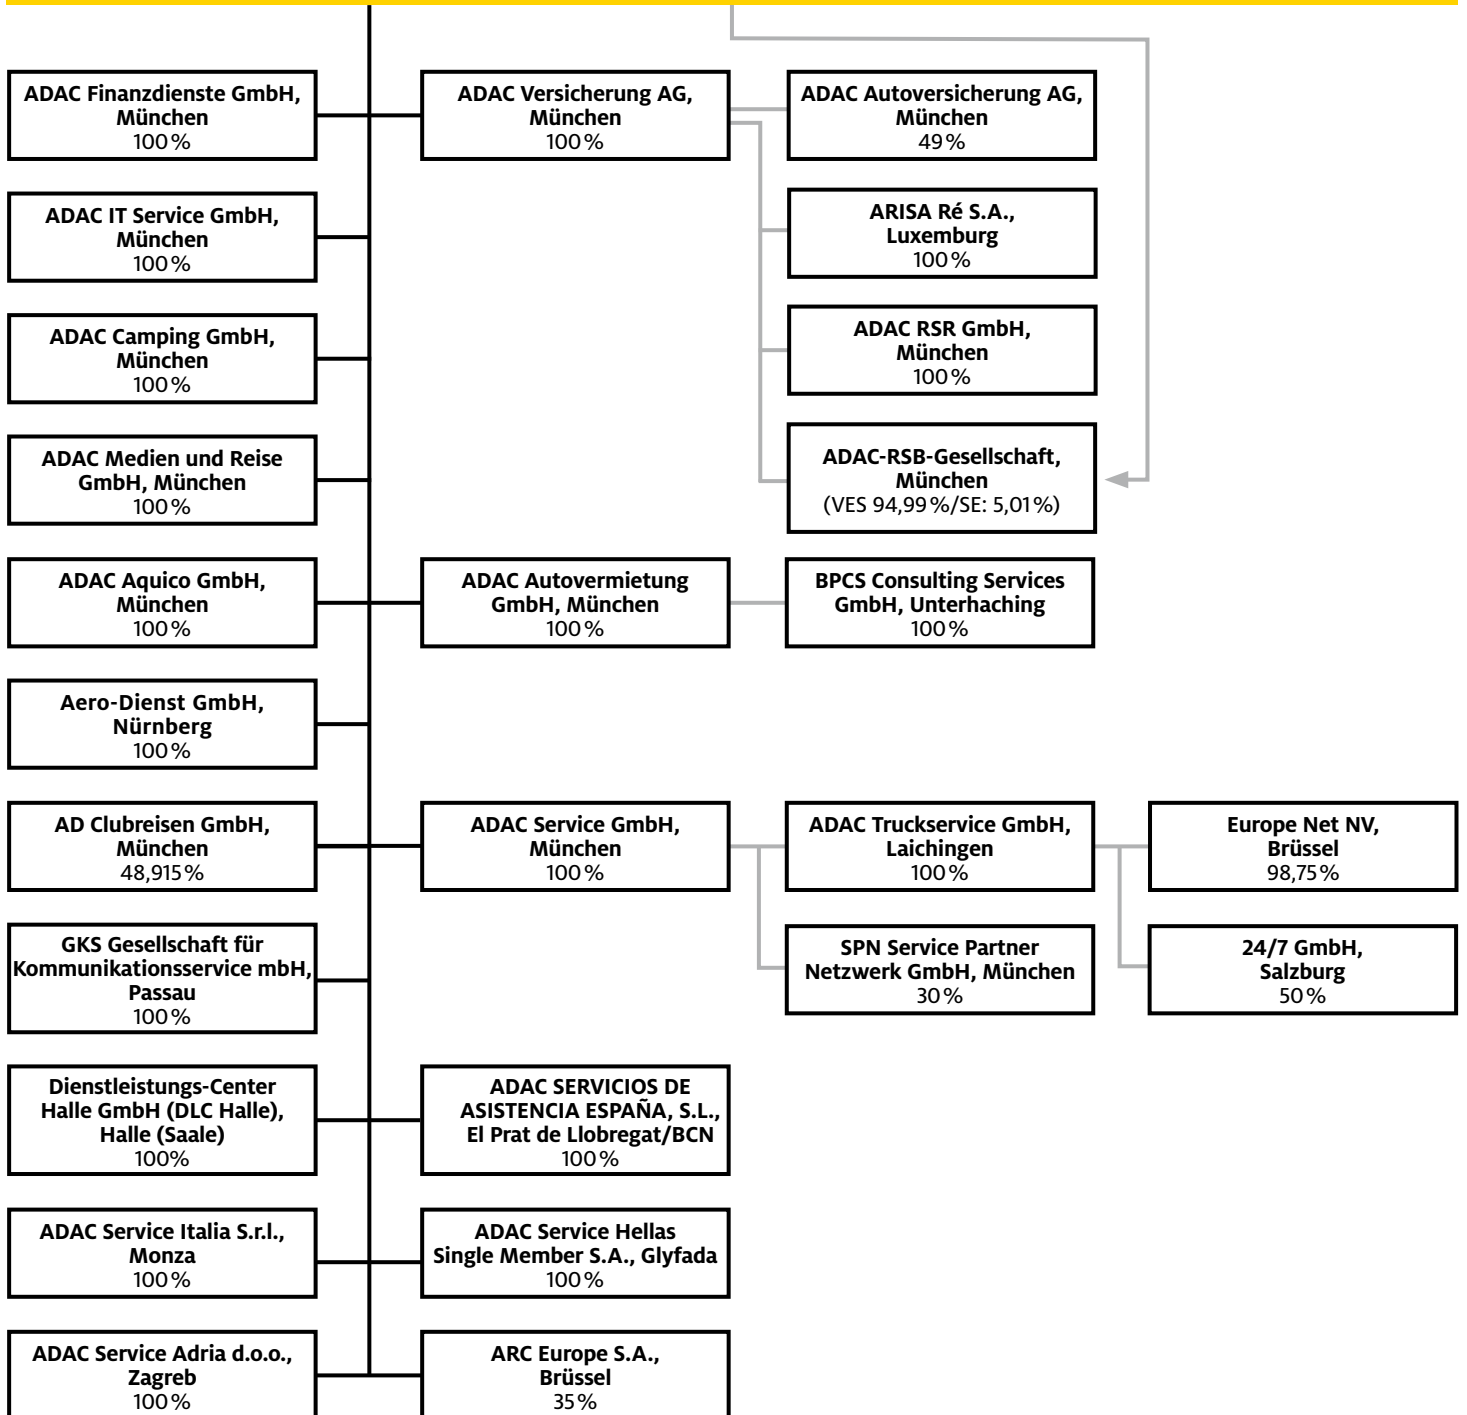 ADAC Finanzdienste GmbH,
München
100 %
ADAC Versicherung AG,
München
100 %
ADAC Autoversicherung AG,
München
49 %
ADAC IT Service GmbH,
München
100 %
ARISA Ré S.A.,
Luxemburg
100 %
ADAC Camping GmbH,
München
100 %
ADAC RSR GmbH,
München
100 %
ADAC Medien und Reise
GmbH, München
100 %
ADAC-RSB-Gesellschaft,
München
(VES 94,99 %/SE: 5,01 %)
ADAC Aquico GmbH,
München
100 %
ADAC Autovermietung
GmbH, München
100 %
BPCS Consulting Services
GmbH, Unterhaching
100 %
Aero-Dienst GmbH,
Nürnberg
100 %
AD Clubreisen GmbH,
München
48,915 %
ADAC Service GmbH,
München
100 %
ADAC Truckservice GmbH,
Laichingen
100 %
Europe Net NV,
Brüssel
98,75 %
GKS Gesellschaft für
Kommunikationsservice mbH,
Passau
100 %
SPN Service Partner
Netzwerk GmbH, München
30 %
24/7 GmbH,
Salzburg
50 %
Dienstleistungs-Center
Halle GmbH (DLC Halle),
Halle (Saale)
100%
ADAC SERVICIOS DE
ASISTENCIA ESPAÑA, S.L.,
El Prat de Llobregat/BCN
100 %
ADAC Service Italia S.r.l.,
Monza
100 %
ADAC Service Hellas
Single Member S.A., Glyfada
100 %
ADAC Service Adria d.o.o.,
Zagreb
100 %
ARC Europe S.A.,
Brüssel
35 %